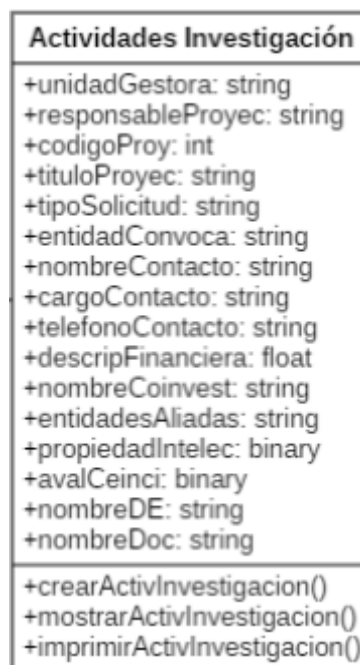 Actividades Investigación
+unidadGestora: string
+responsableProyec: string
+codigoProy: int
+tituloProyec: string
+tipoSolicitud: string
+entidadConvoca: string
+nombreContacto: string
+cargoContacto: string
+telefonoContacto: string
+descripFinanciera: float
+nombreCoinvest: string
+entidadesAliadas: string
+propiedadIntelec: binary
+avalCeinci: binary
+nombreDE: string
+nombreDoc: string
+crearActivInvestigacion()
+mostrarActivInvestigacion()
+imprimirActivInvestigacion()